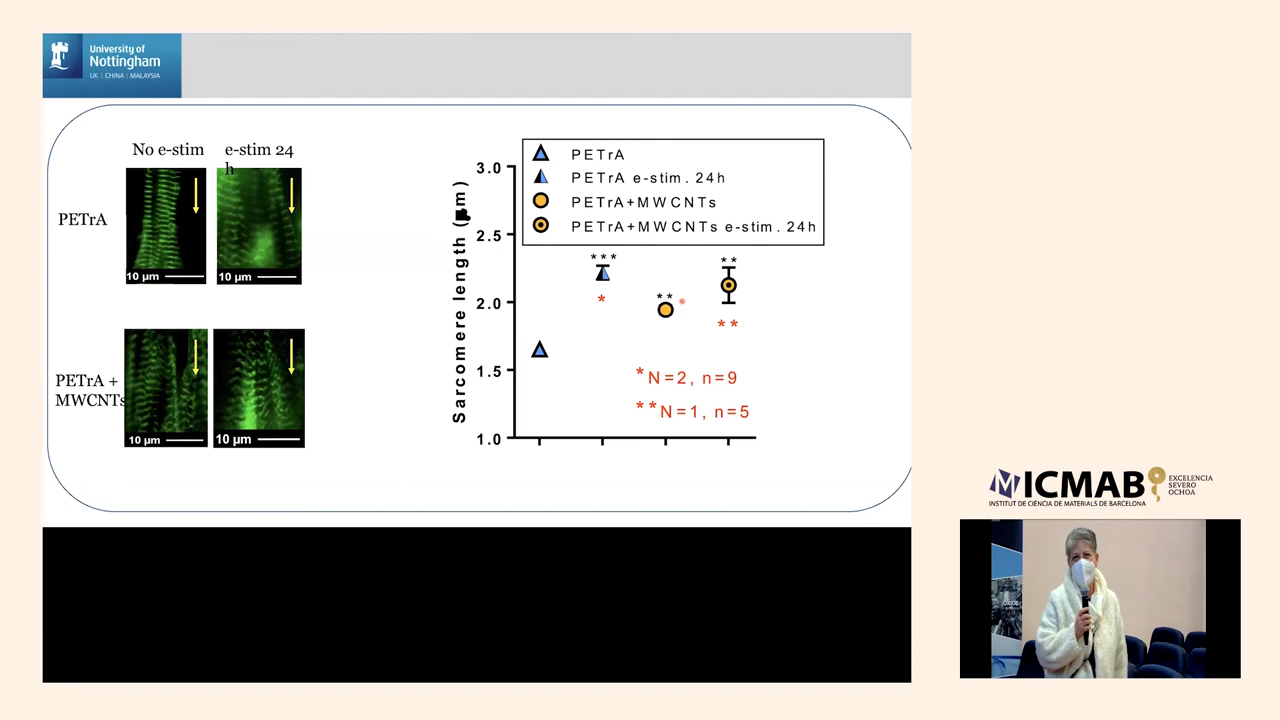 University of
Nottingham
UK | CHINA | MALAYSIA
No e-stim
e-stim 24
h
PETrA
10 µm
10 µm
PETrA +
MWCNTs
10 µm
10 µm
PETrA
PETrA e-stim. 24h
PETrA+MWCNTs
PETrA+MWCNTs e-stim. 24h
Sarcomere length (µm)
3.0
2.5
2.0
1.5
1.0
***
*
**
**
**
*N=2, n=9
**N=1, n=5
ICMAB
INSTITUT DE CIÈNCIA DE MATERIALS DE BARCELONA
EXCELENCIA
SEVERO
OCHOA